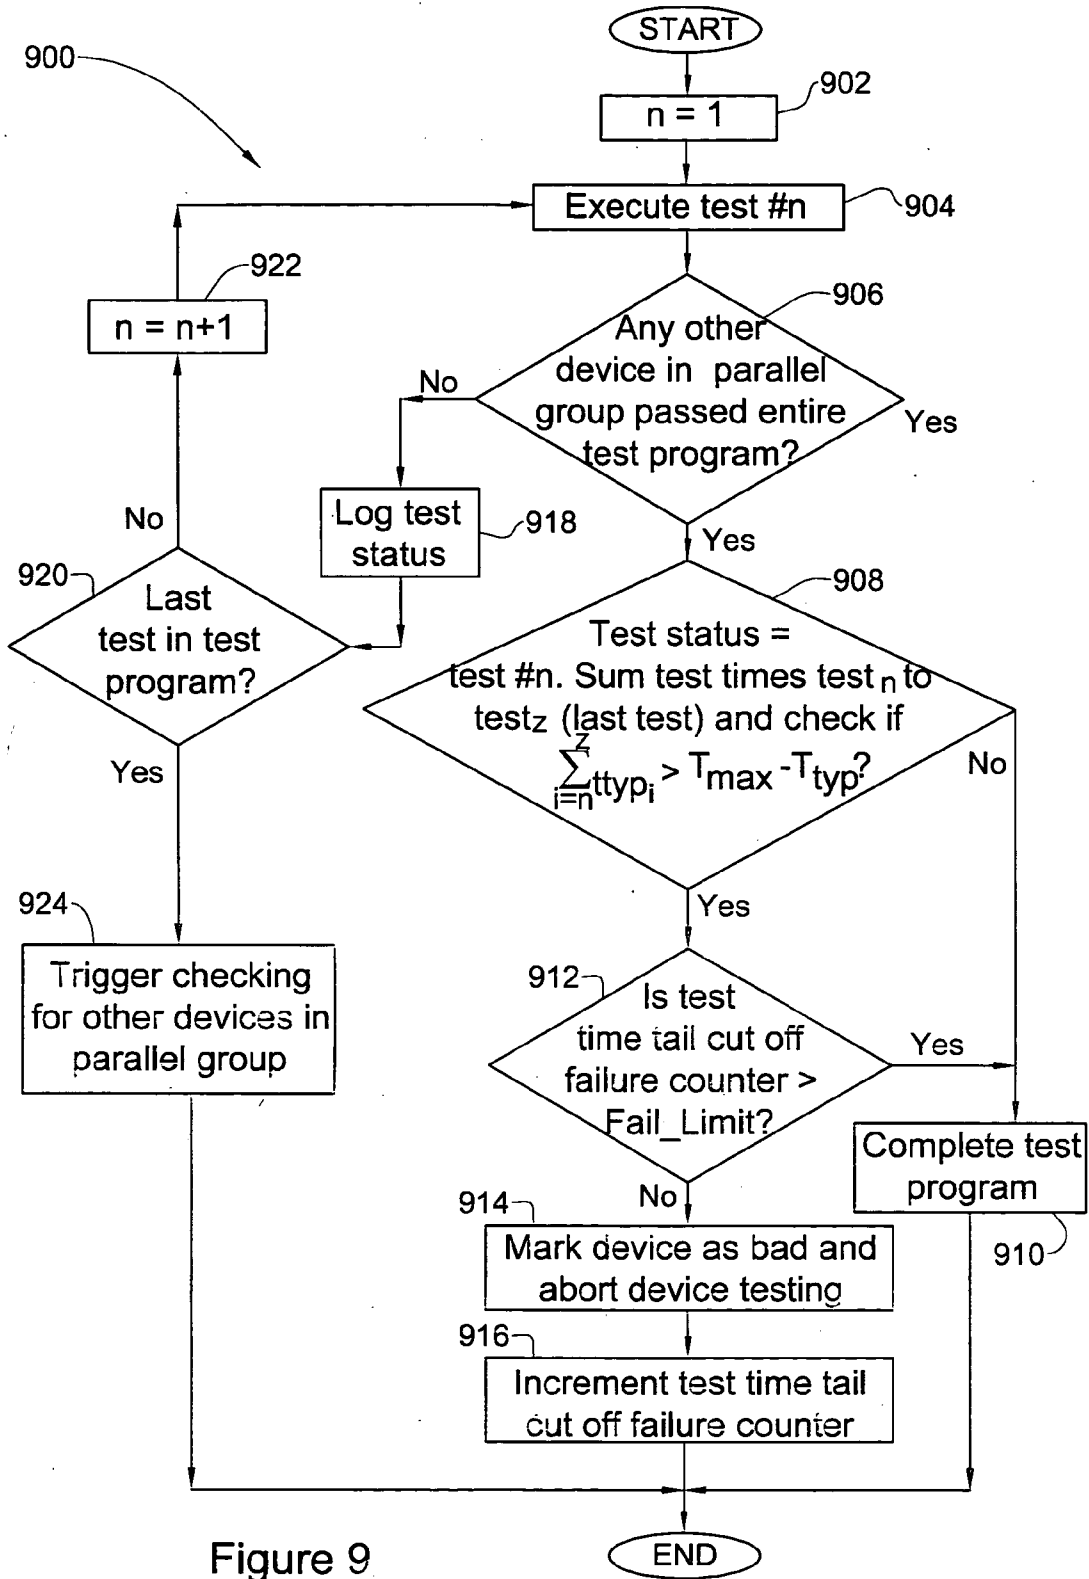 START
900
902
n = 1
Execute test #n
904
922
n = n+1
906
Any other
device in parallel
group passed entire
test program?
No
Yes
Log test
status
918
No
Yes
920
Last
test in test
program?
908
Test status =
test #n. Sum test times test n to
testz (last test) and check if
z
∑ ttypi > Tmax -Ttyp?
i=n
No
Yes
Yes
924
Trigger checking
for other devices in
parallel group
912
Is test
time tail cut off
failure counter >
Fail_Limit?
Yes
No
Complete test
program
910
914
Mark device as bad and
abort device testing
916
Increment test time tail
cut off failure counter
END
Figure 9